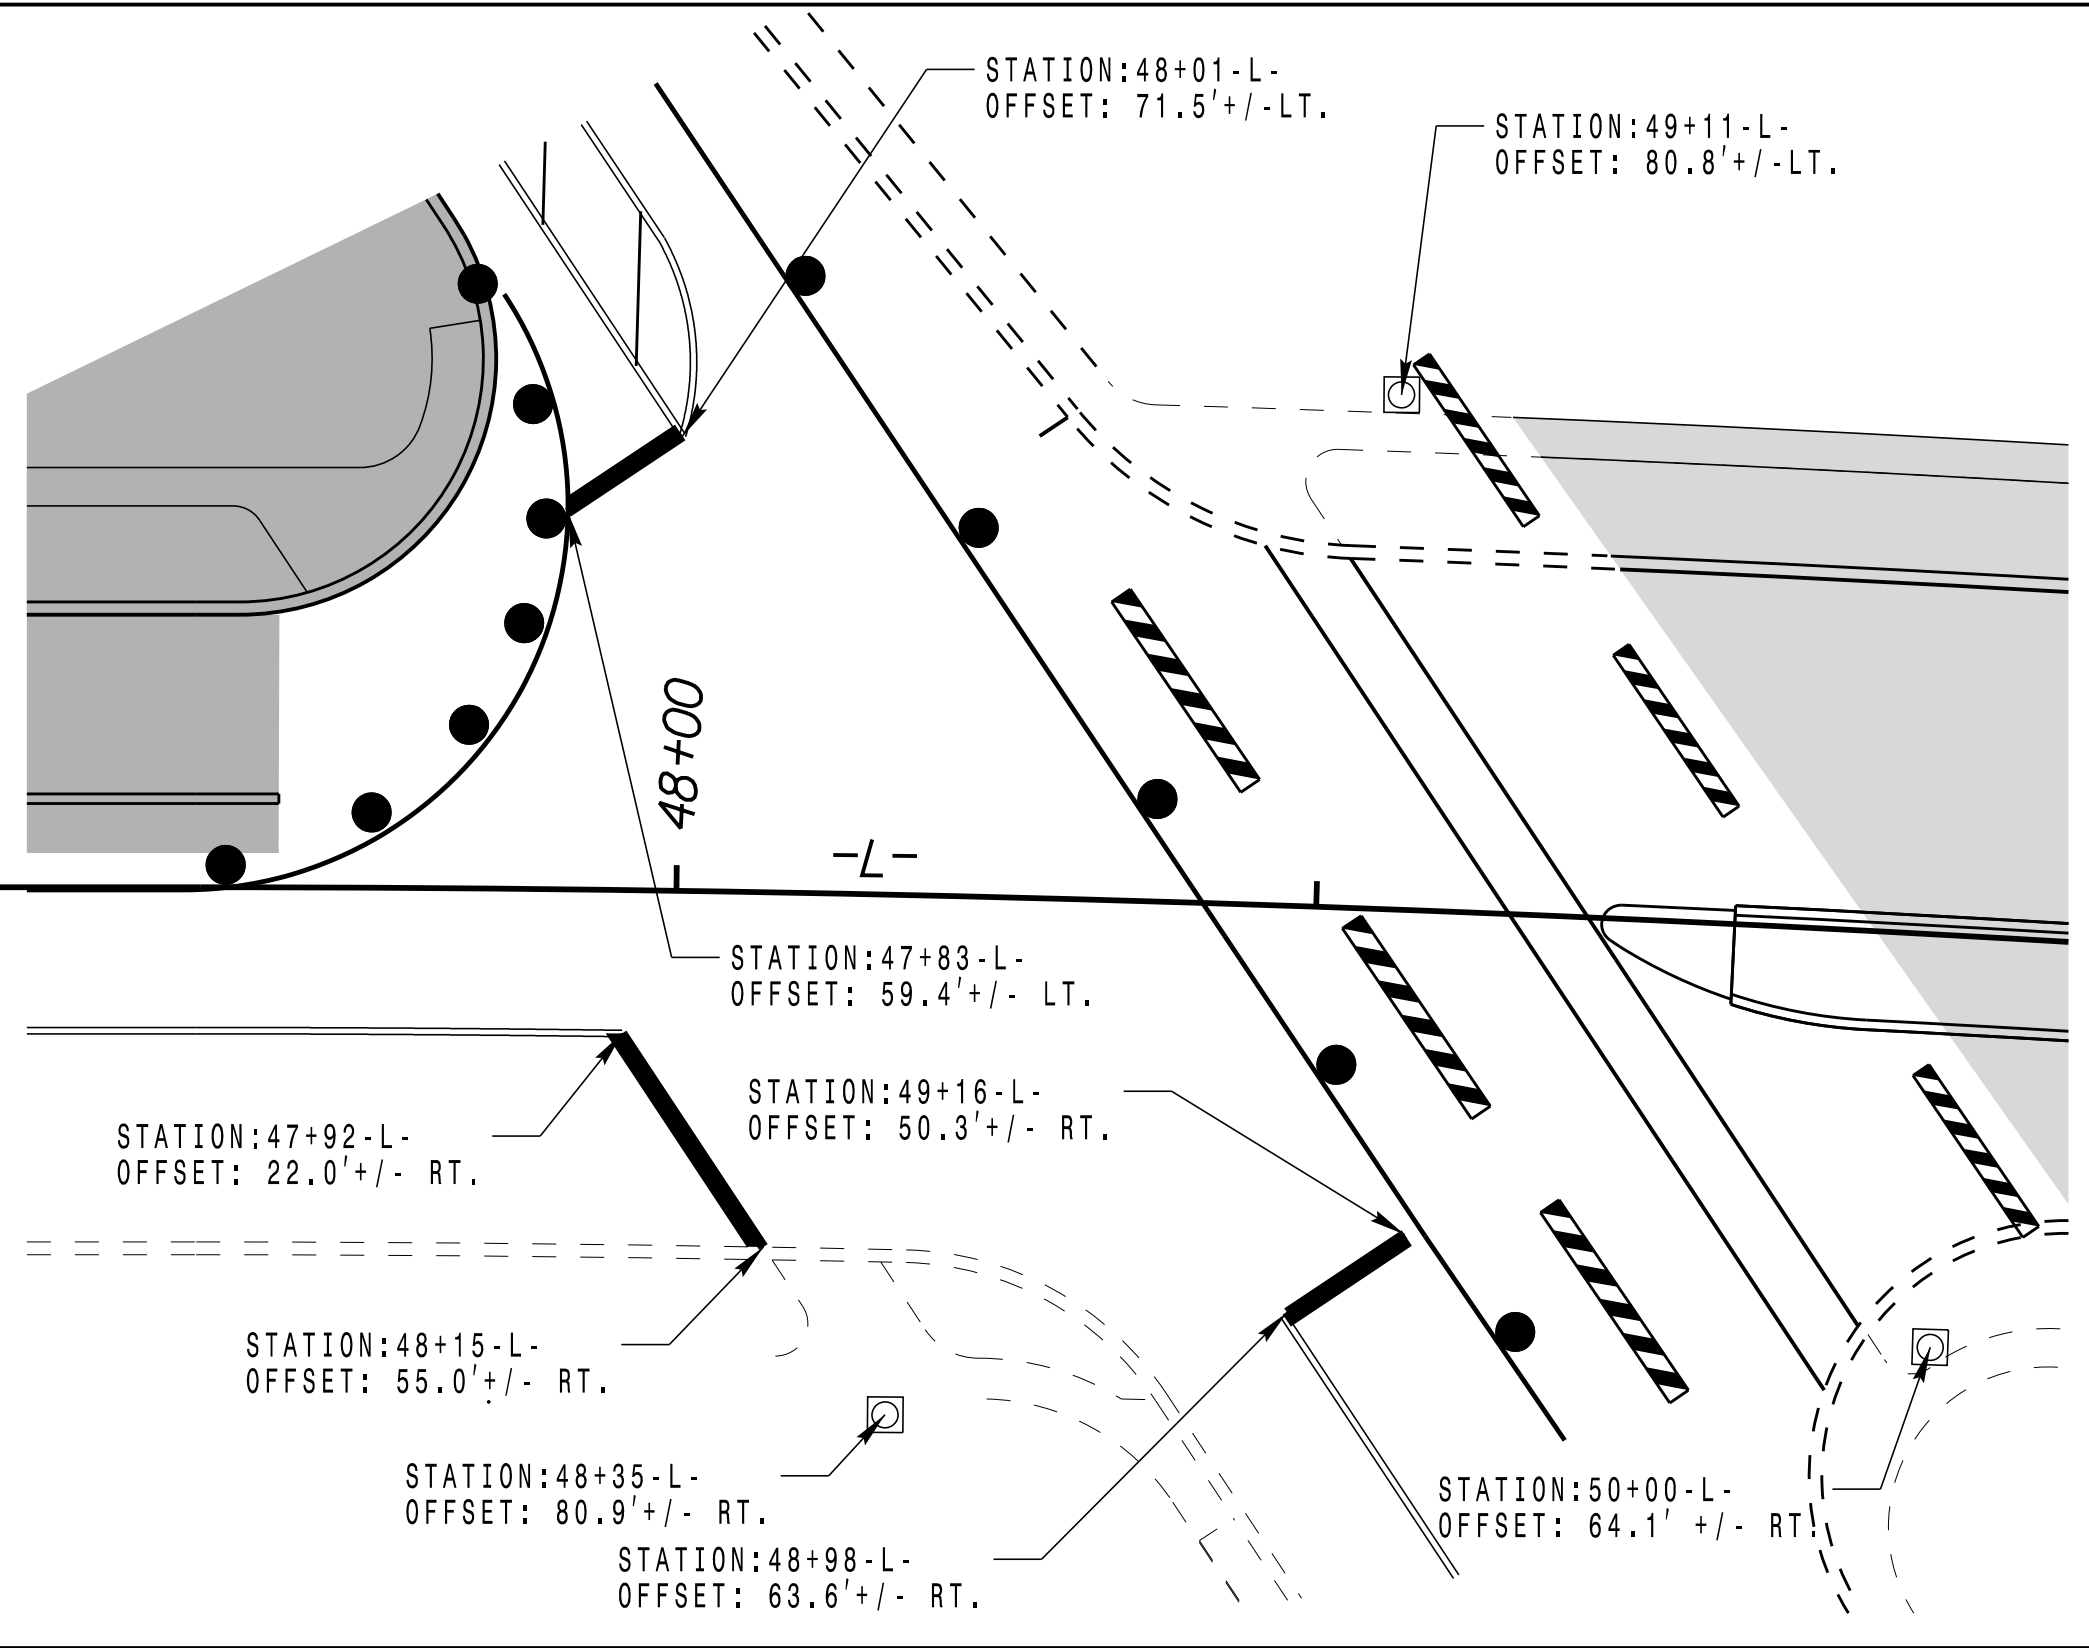 STATION:48+01-L-
OFFSET: 71.5'+/-LT.
STATION:49+11-L-
OFFSET: 80.8'+/-LT.
48+00
-L-
STATION:47+83-L-
OFFSET: 59.4'+/- LT.
STATION:49+16-L-
OFFSET: 50.3'+/- RT.
STATION:47+92-L-
OFFSET: 22.0'+/- RT.
STATION:48+15-L-
OFFSET: 55.0'+/- RT.
STATION:48+35-L-
OFFSET: 80.9'+/- RT.
STATION:50+00-L-
OFFSET: 64.1' +/- RT.
STATION:48+98-L-
OFFSET: 63.6'+/- RT.